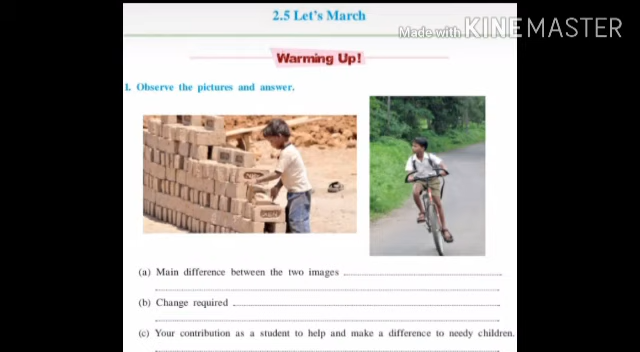 2.5 Let's March
Made with KINEMASTER
Warming Up!
1. Observe the pictures and answer.
(a) Main difference between the two images
(b) Change required
(c) Your contribution as a student to help and make a difference to needy children.